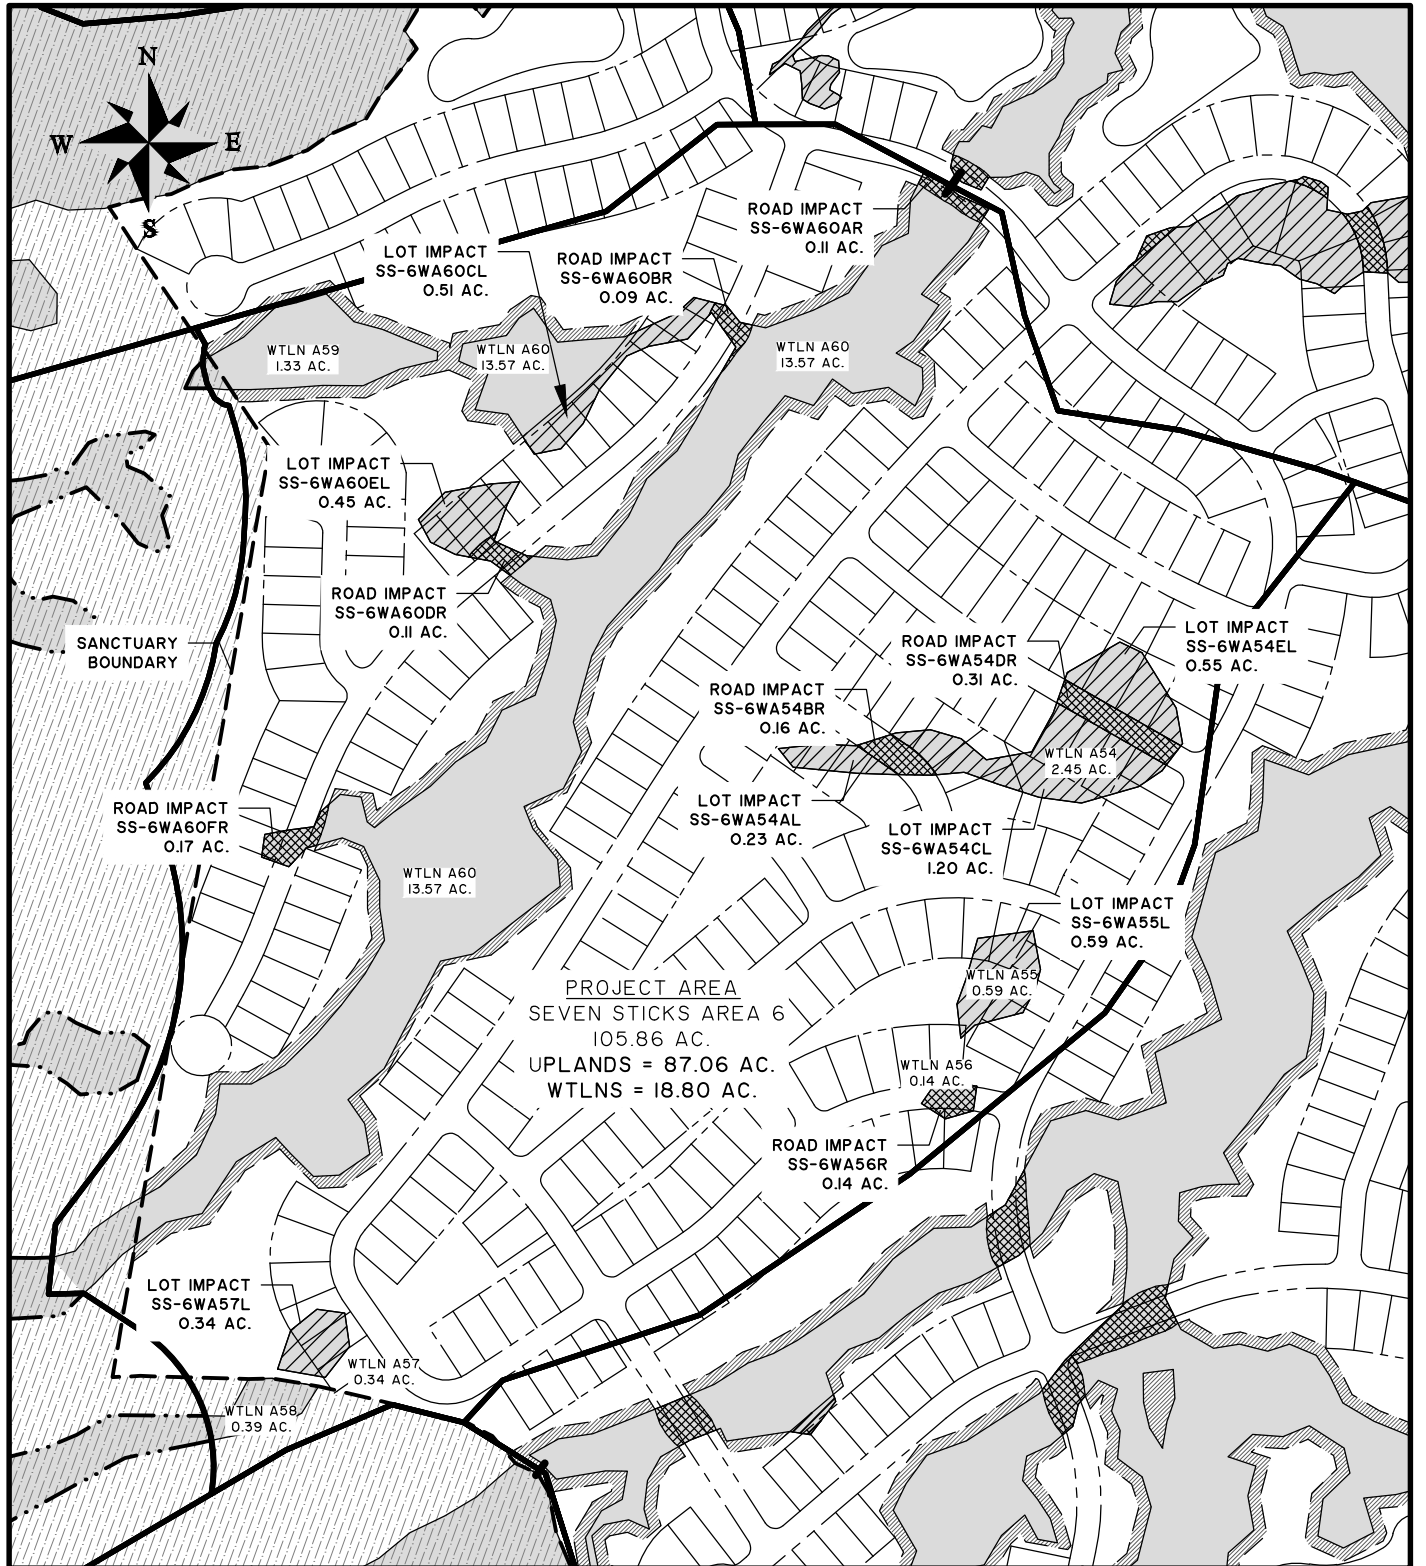 N
W
E
S
ROAD IMPACT
SS-6WA60AR
0.11 AC.
LOT IMPACT
SS-6WA60CL
0.51 AC.
ROAD IMPACT
SS-6WA60BR
0.09 AC.
WTLN A59
1.33 AC.
WTLN A60
13.57 AC.
WTLN A60
13.57 AC.
LOT IMPACT
SS-6WA60EL
0.45 AC.
ROAD IMPACT
SS-6WA60DR
0.11 AC.
SANCTUARY
BOUNDARY
LOT IMPACT
SS-6WA54EL
0.55 AC.
ROAD IMPACT
SS-6WA54DR
0.31 AC.
ROAD IMPACT
SS-6WA54BR
0.16 AC.
WTLN A54
2.45 AC.
ROAD IMPACT
SS-6WA60FR
0.17 AC.
LOT IMPACT
SS-6WA54AL
0.23 AC.
LOT IMPACT
SS-6WA54CL
1.20 AC.
WTLN A60
13.57 AC.
LOT IMPACT
SS-6WA55L
0.59 AC.
WTLN A55
0.59 AC.
PROJECT AREA
SEVEN STICKS AREA 6
105.86 AC.
UPLANDS = 87.06 AC.
WTLNS = 18.80 AC.
WTLN A56
0.14 AC.
ROAD IMPACT
SS-6WA56R
0.14 AC.
LOT IMPACT
SS-6WA57L
0.34 AC.
WTLN A57
0.34 AC.
WTLN A58
0.39 AC.